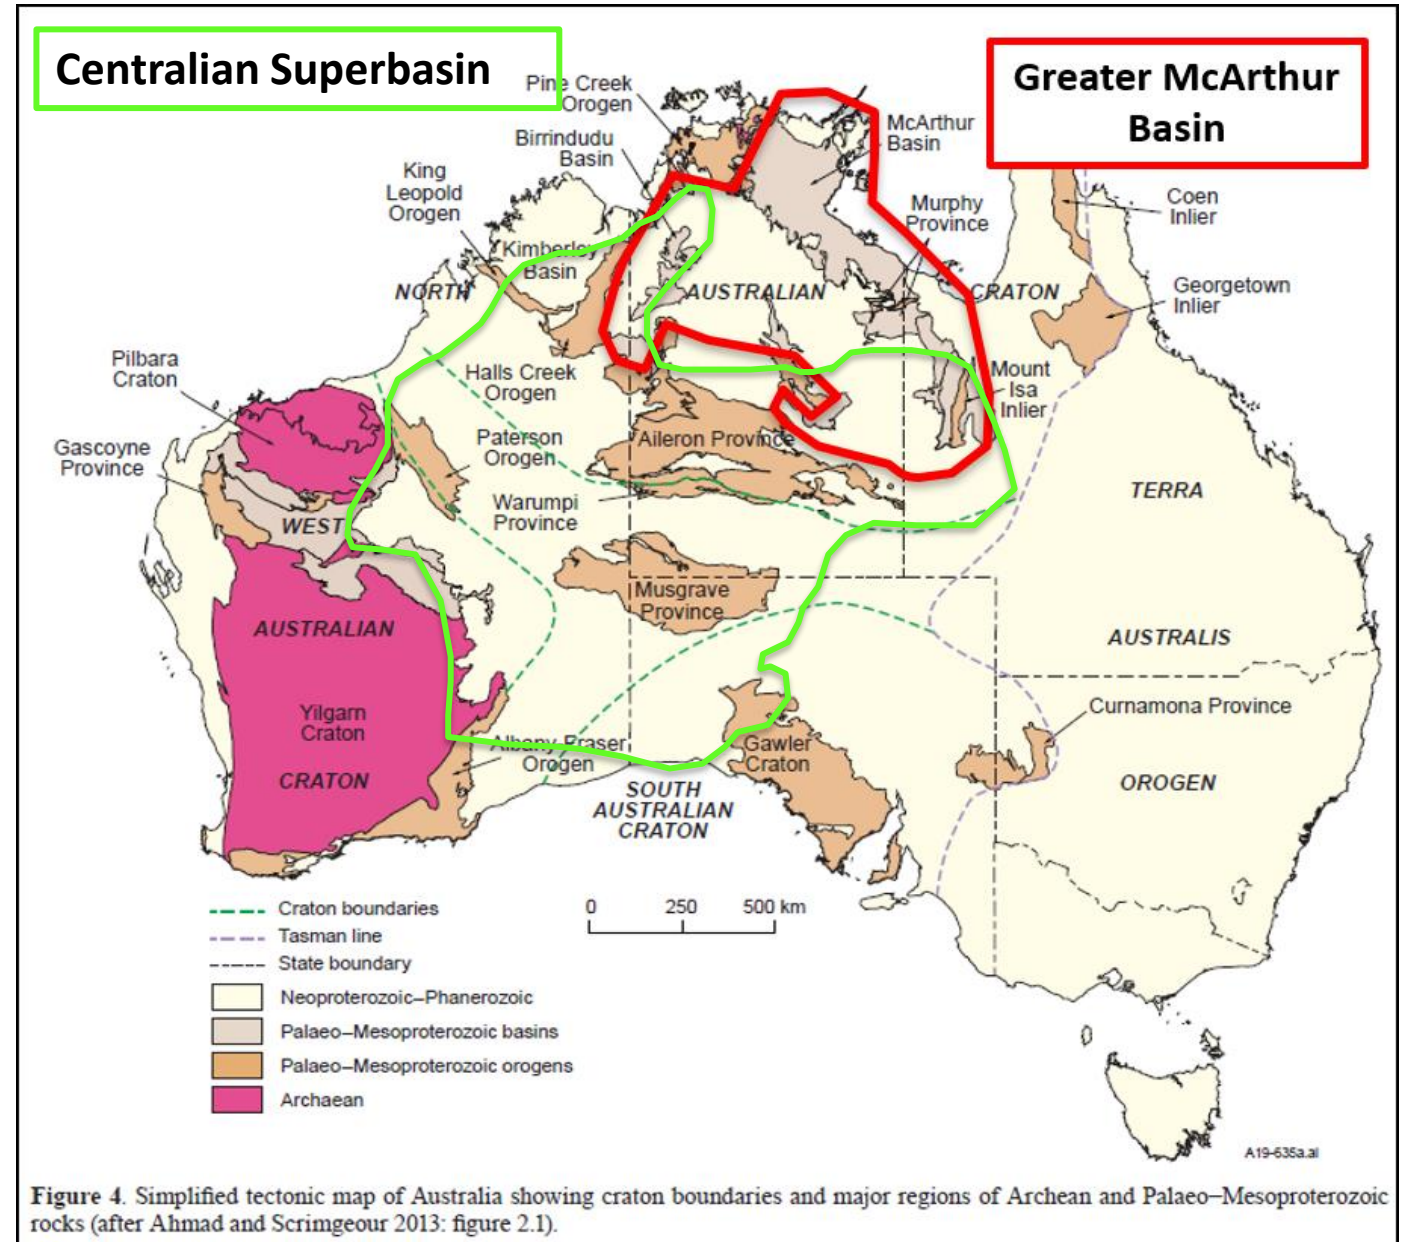 Centralian Superbasin
Greater McArthur
Basin
Pine Creek
Orogen
Birrindudu
Basin
McArthur
Basin
King
Leopold
Orogen
Murphy
Province
Coen
Inlier
Kimberley
Basin
NORTH
AUSTRALIAN
CRATON
Georgetown
Inlier
Pilbara
Craton
Halls Creek
Orogen
Mount
Isa
Inlier
Gascoyne
Province
Paterson
Orogen
Aileron Province
Warumpi
Province
TERRA
WEST
Musgrave
Province
AUSTRALIAN
AUSTRALIS
Yilgarn
Craton
Curnamona Province
Albany Fraser
Orogen
Gawler
Craton
CRATON
OROGEN
SOUTH
AUSTRALIAN
CRATON
Craton boundaries
Tasman line
State boundary
0 250 500 km
Neoproterozoic–Phanerozoic
Palaeo–Mesoproterozoic basins
Palaeo–Mesoproterozoic orogens
Archaean
A19-635a.ai
Figure 4. Simplified tectonic map of Australia showing craton boundaries and major regions of Archean and Palaeo–Mesoproterozoic
rocks (after Ahmad and Scrimgeour 2013: figure 2.1).